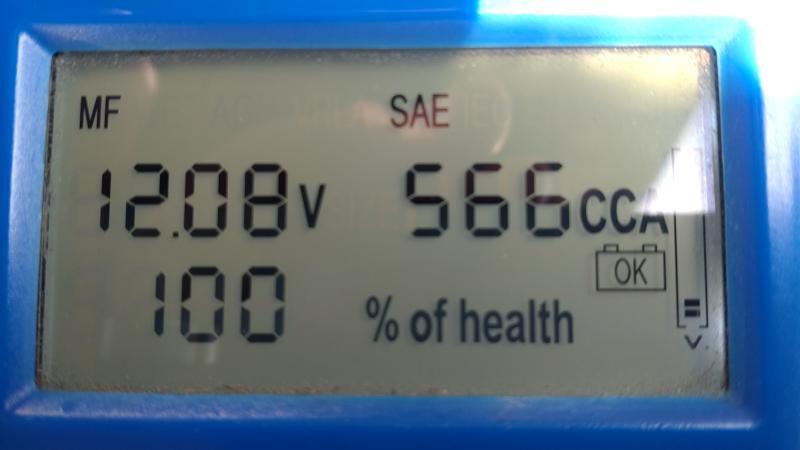 MF SAE
12.08V 566CCA
OK
100 % of health
V